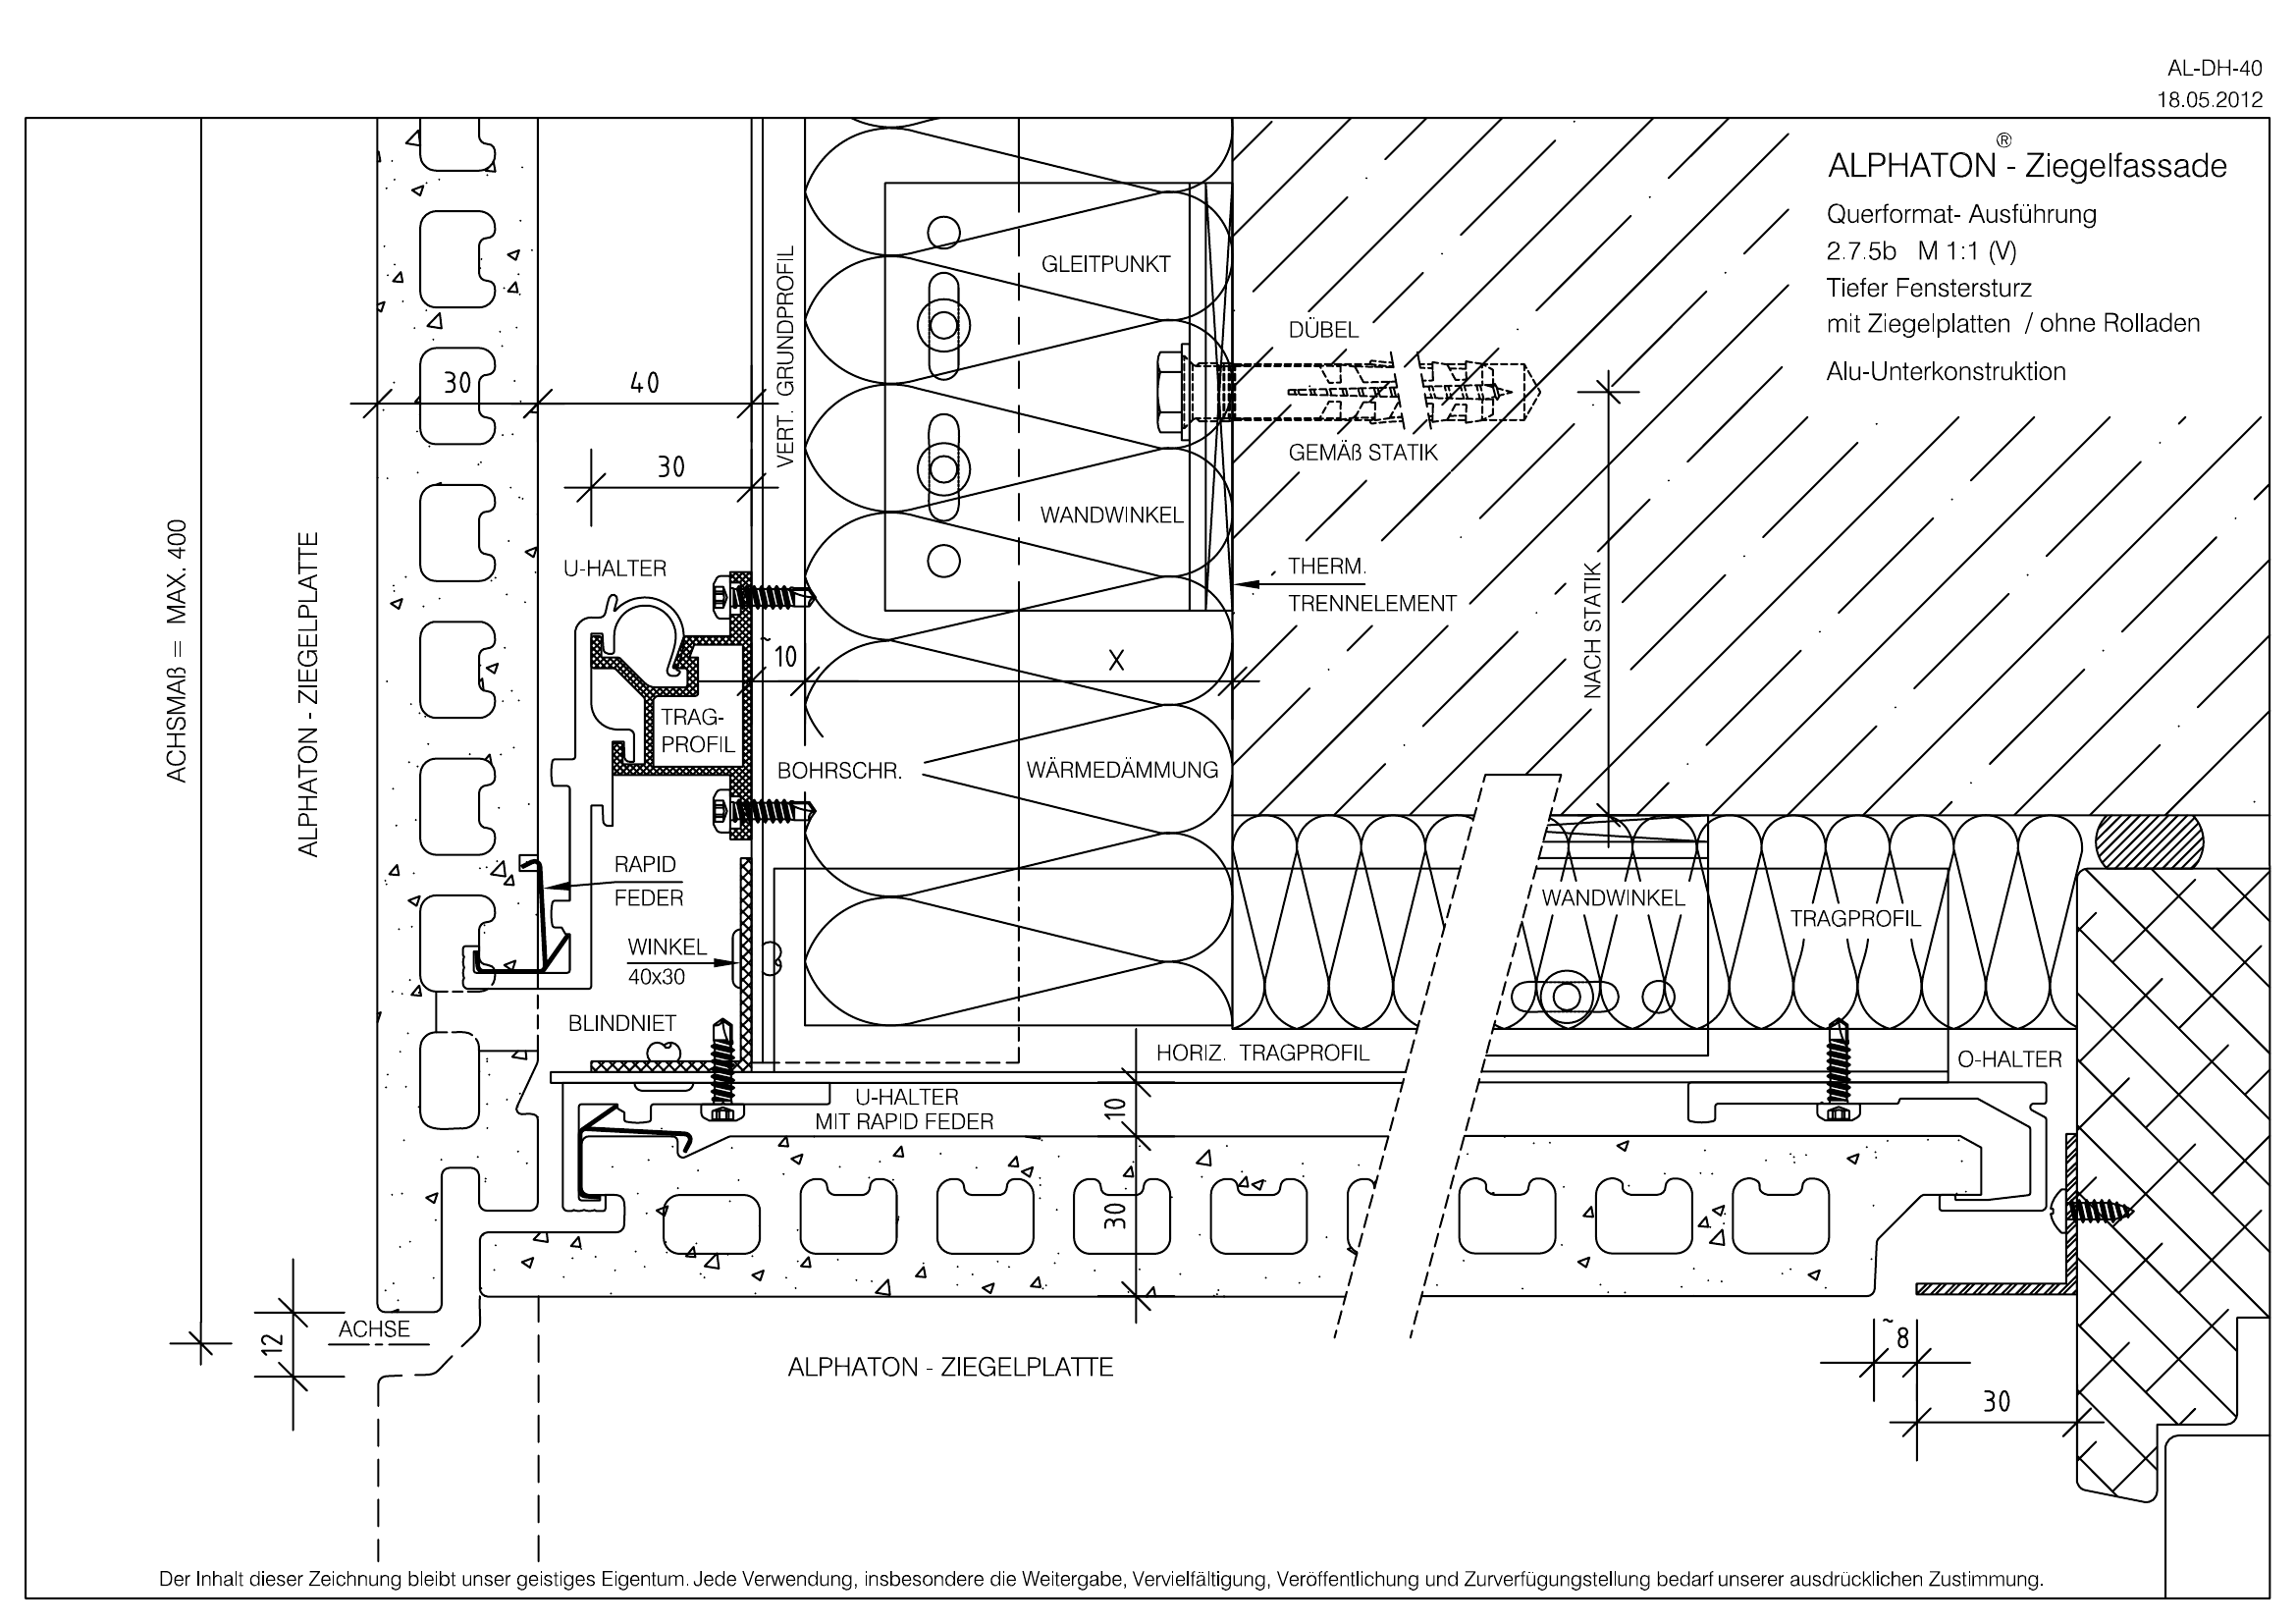 AL-DH-40
18.05.2012
ALPHATON® - Ziegelfassade
Querformat- Ausführung
2.7.5b M 1:1 (V)
Tiefer Fenstersturz
mit Ziegelplatten / ohne Rolladen
Alu-Unterkonstruktion
ACHSMAß = MAX. 400
ALPHATON - ZIEGELPLATTE
30
40
30
VERT. GRUNDPROFIL
GLEITPUNKT
DÜBEL
GEMÄß STATIK
WANDWINKEL
THERM.
TRENNELEMENT
NACH STATIK
U-HALTER
~10
X
TRAG-
PROFIL
BOHRSCHR.
WÄRMEDÄMMUNG
RAPID
FEDER
WINKEL
40x30
BLINDNIET
WANDWINKEL
TRAGPROFIL
HORIZ. TRAGPROFIL
O-HALTER
U-HALTER
MIT RAPID FEDER
10
30
ACHSE
12
ALPHATON - ZIEGELPLATTE
~8
30
Der Inhalt dieser Zeichnung bleibt unser geistiges Eigentum. Jede Verwendung, insbesondere die Weitergabe, Vervielfältigung, Veröffentlichung und Zurverfügungstellung bedarf unserer ausdrücklichen Zustimmung.